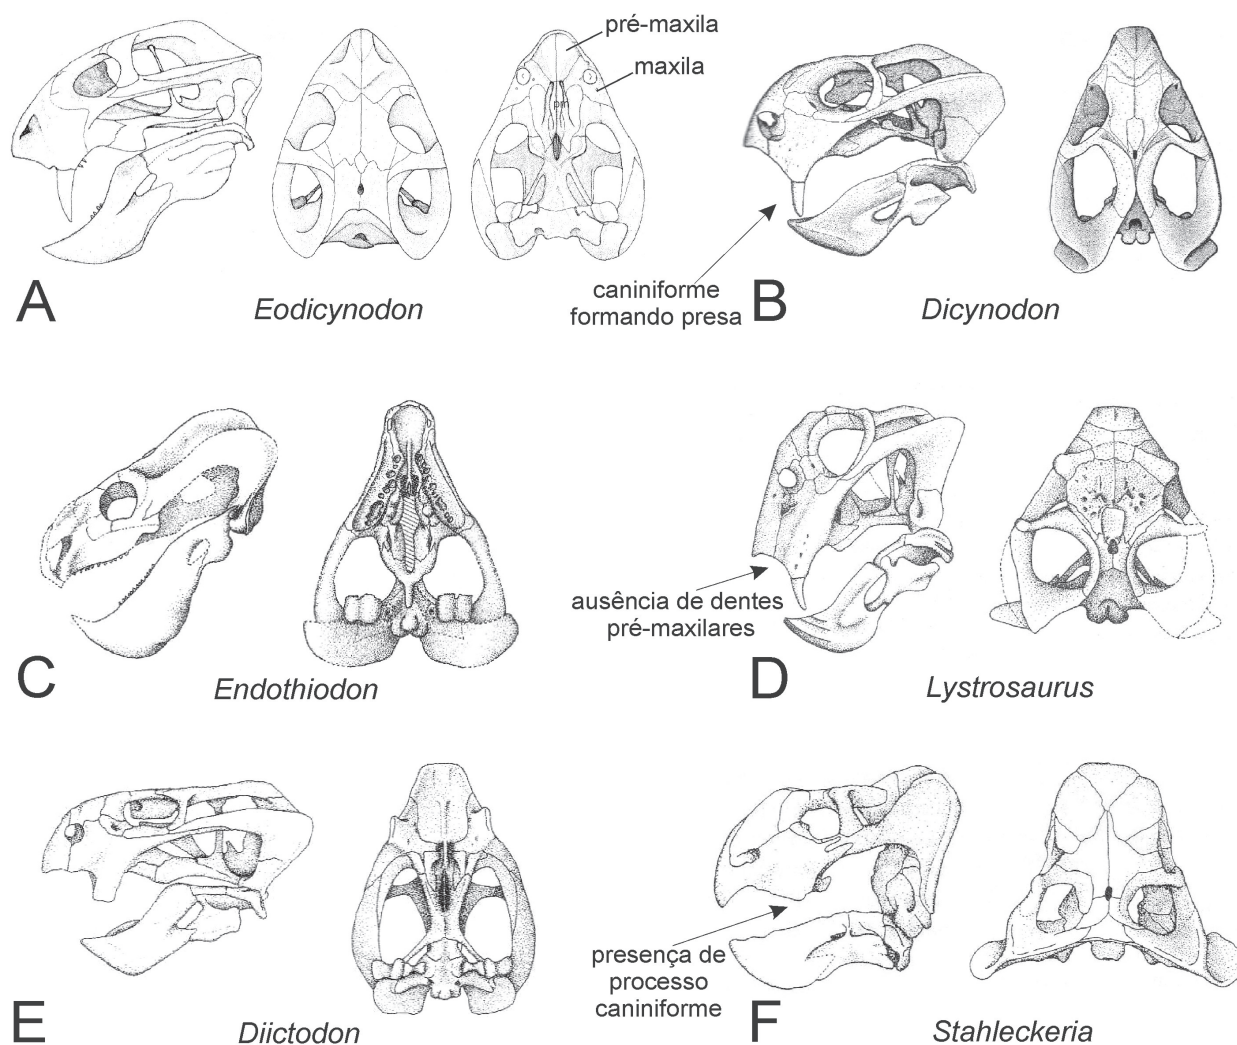 pré-maxila
maxila
pm
caniniforme
formando presa
A
Eodicynodon
B
Dicynodon
ausência de dentes
pré-maxilares
C
Endothiodon
D
Lystrosaurus
presença de
processo
caniniforme
E
Diictodon
F
Stahleckeria